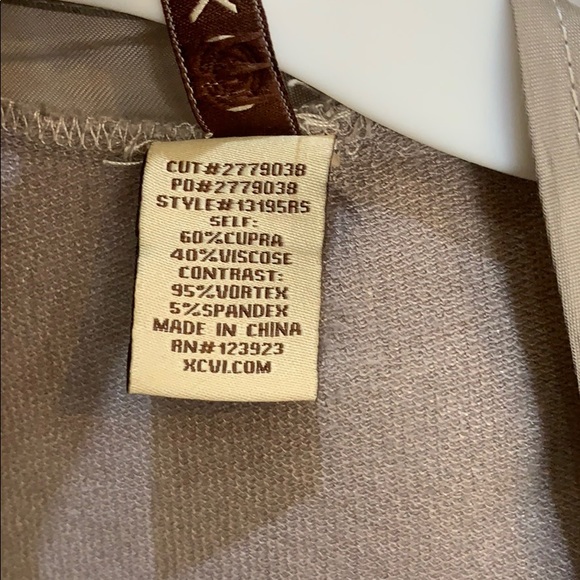 CUT#2779038
PO#2779038
STYLE#13195RS
SELF:
60%CUPRA
40%VISCOSE
CONTRAST:
95%VORTEX
5%SPANDEX
MADE IN CHINA
RN#123923
XCVI.COM